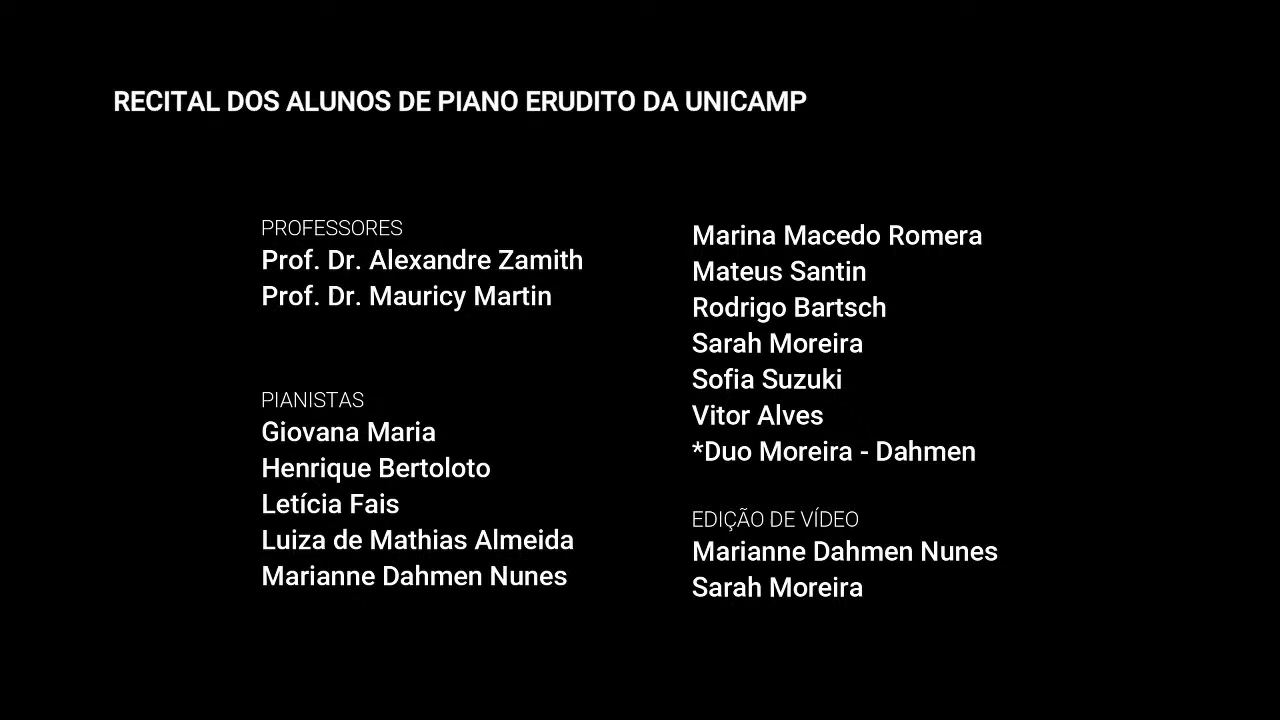 RECITAL DOS ALUNOS DE PIANO ERUDITO DA UNICAMP
PROFESSORES
Prof. Dr. Alexandre Zamith
Prof. Dr. Mauricy Martin
PIANISTAS
Giovana Maria
Henrique Bertoloto
Letícia Fais
Luiza de Mathias Almeida
Marianne Dahmen Nunes
Marina Macedo Romera
Mateus Santin
Rodrigo Bartsch
Sarah Moreira
Sofia Suzuki
Vitor Alves
*Duo Moreira - Dahmen
EDIÇÃO DE VÍDEO
Marianne Dahmen Nunes
Sarah Moreira